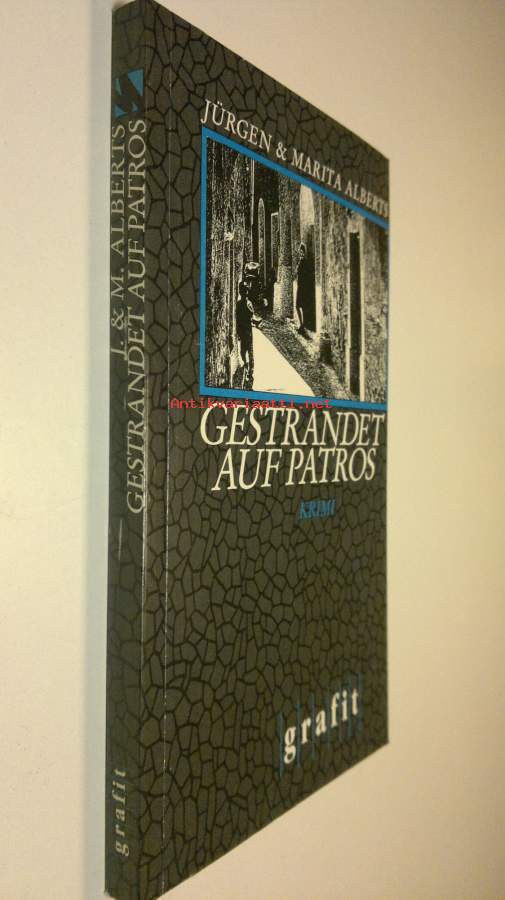 J. & M. ALBERTS
GESTRANDET AUF PATROS
grafit
JÜRGEN & MARITA ALBERTS
Antikvariaatti.net
GESTRANDET
AUF PATROS
KRIMI
grafit